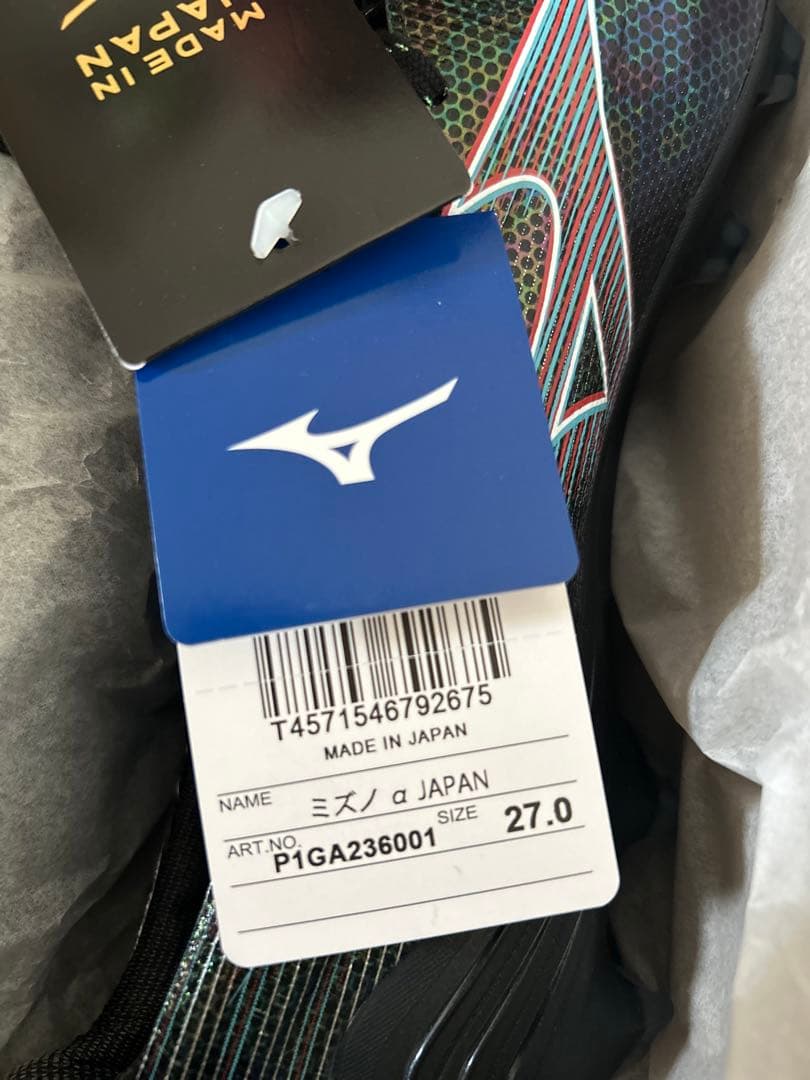 MADE IN
JAPAN
T4571546792675
MADE IN JAPAN
NAME ミズノ α JAPAN
ART.NO. P1GA236001 SIZE 27.0